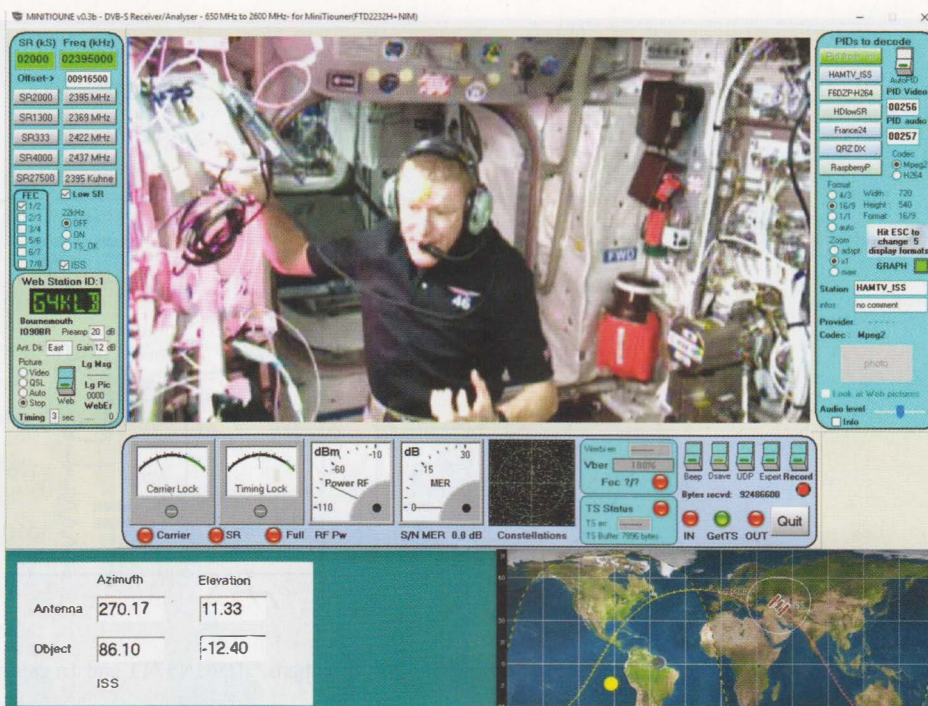 MINITIOUNE v0.3b - DVB-S Receiver/Analyser - 650 MHz to 2600 MHz- for MiniTiouner(FTD2232H+NIM)
SR (kS) Freq (kHz)
02000 02395000
Offset-> 00916500
SR2000 2395 MHz
SR1300 2369 MHz
SR333 2422 MHz
SR4000 2437 MHz
SR27500 2395 Kuhne
FEC
Low SR
1/2
2/3
3/4
5/6
6/7
7/8
22kHz
OFF
ON
TS_OK
ISS
Web Station ID:1
G4KLB
Bournemouth
IO90BR Preamp 20 dB
Ant. Dir. East Gain 12 dB
Picture
Video
QSL
Auto
Stop
Web
Lg Msg
Lg Pic
0000
WebEr
Timing 3 sec ... 0
46
FWD
PIDs to decode
AutoPID
HAMTV_ISS
F6DZP-H264
HDlowSR
France24
QRZ DX
RaspberryP
PID Video
00256
PID audio
00257
Codec
Mpeg2
H264
Format
4/3
16/9
1/1
auto
Width : 720
Height : 540
Format: 16/9
Zoom
adapt
x1
max
Hit ESC to
change 5
display formats
GRAPH
Station HAMTV_ISS
infos no comment
Provider
Codec : Mpeg2
photo
Look at Web pictures
Audio level
Info
Carrier Lock
Timing Lock
dBm -10
-60
Power RF
-110
dB 30
15
MER
0
Carrier SR Full RF Pw S/N MER 0.0 dB Constellations
Viterbi err
Vber 100%
Fec ?/?
TS Status
TS err
TS Buffer 7896 bytes
Beep Dsave UDP Expert Record
Bytes recvd: 92486600
IN GetTS OUT
Quit
Azimuth Elevation
Antenna 270.17 11.33
Object 86.10 -12.40
ISS